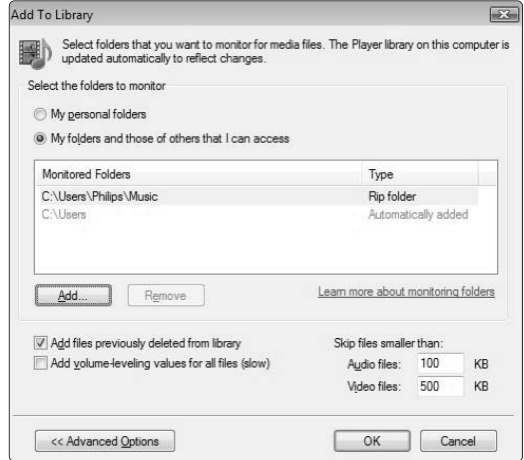 Add To Library
Select folders that you want to monitor for media files. The Player library on this computer is
updated automatically to reflect changes.
Select the folders to monitor
My personal folders
My folders and those of others that I can access
Monitored Folders Type
C:\Users\Philips\Music Rip folder
C:\Users Automatically added
Add... Remove Learn more about monitoring folders
Add files previously deleted from library Skip files smaller than:
Add volume-leveling values for all files (slow) Audio files: 100 KB
Video files: 500 KB
<< Advanced Options OK Cancel